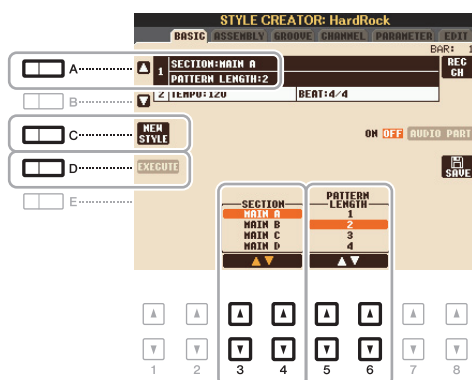 STYLE CREATOR: HardRock
BASIC ASSEMBLY GROOVE CHANNEL PARAMETER EDIT
BAR: 1
A
1 SECTION:MAIN A
PATTERN LENGTH:2
REC CH
B
2 TEMPO:120 BEAT:4/4
C
NEW STYLE
ON OFF AUDIO PART
D
EXECUTE
SAVE
E
SECTION
MAIN A
MAIN B
MAIN C
MAIN D
PATTERN LENGTH
1
2
3
4
1 2 3 4 5 6 7 8